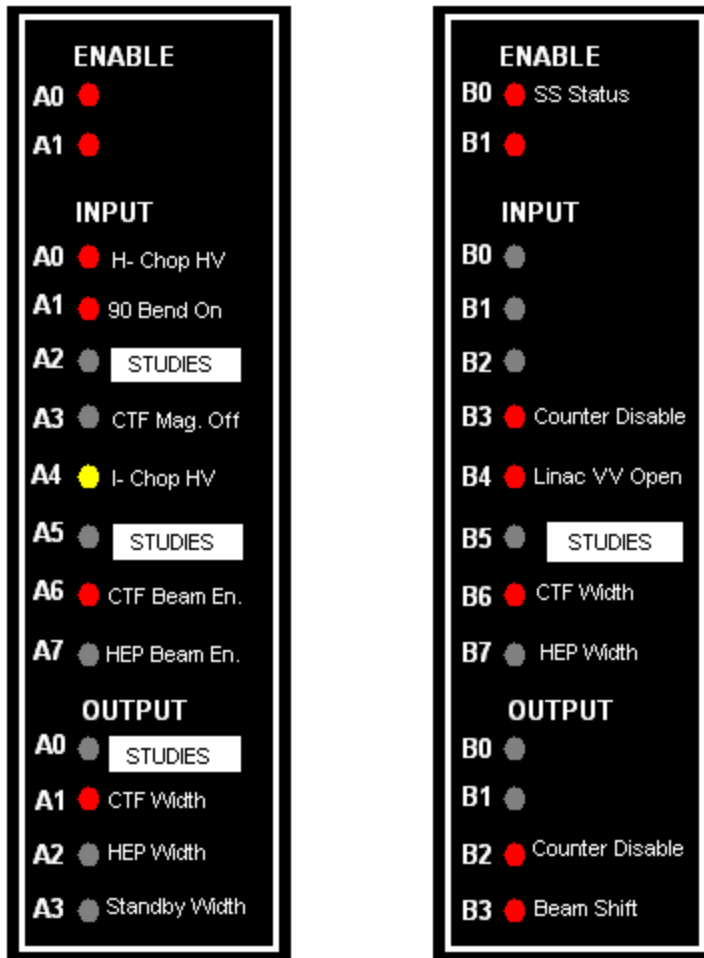 ENABLE
A0
A1
INPUT
A0 H- Chop HV
A1 90 Bend On
A2 STUDIES
A3 CTF Mag. Off
A4 I- Chop HV
A5 STUDIES
A6 CTF Beam En.
A7 HEP Beam En.
OUTPUT
A0 STUDIES
A1 CTF Width
A2 HEP Width
A3 Standby Width
ENABLE
B0 SS Status
B1
INPUT
B0
B1
B2
B3 Counter Disable
B4 Linac VV Open
B5 STUDIES
B6 CTF Width
B7 HEP Width
OUTPUT
B0
B1
B2 Counter Disable
B3 Beam Shift